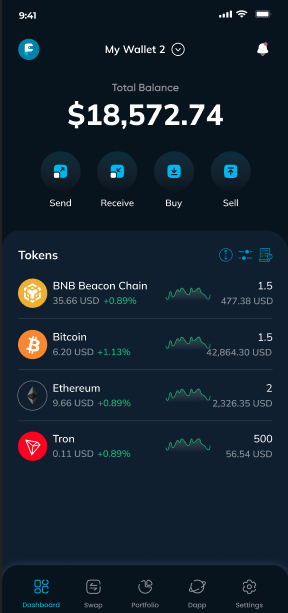 9:41
My Wallet 2
Total Balance
$18,572.74
Send Receive Buy Sell
Tokens
BNB Beacon Chain 1.5
35.66 USD +0.89% 477.38 USD
Bitcoin 1.5
6.20 USD +1.13% 42,864.30 USD
Ethereum 2
9.66 USD +0.89% 2,326.35 USD
Tron 500
0.11 USD +0.89% 56.54 USD
Dashboard Swap Portfolio Dapp Settings